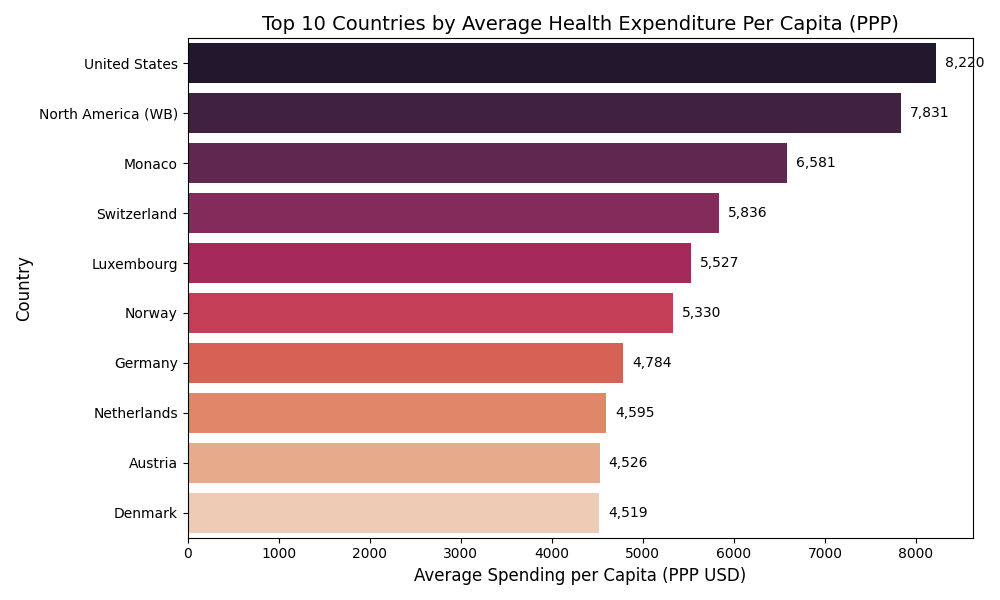 Top 10 Countries by Average Health Expenditure Per Capita (PPP)
Country
United States 8,220
North America (WB) 7,831
Monaco 6,581
Switzerland 5,836
Luxembourg 5,527
Norway 5,330
Germany 4,784
Netherlands 4,595
Austria 4,526
Denmark 4,519
0 1000 2000 3000 4000 5000 6000 7000 8000
Average Spending per Capita (PPP USD)